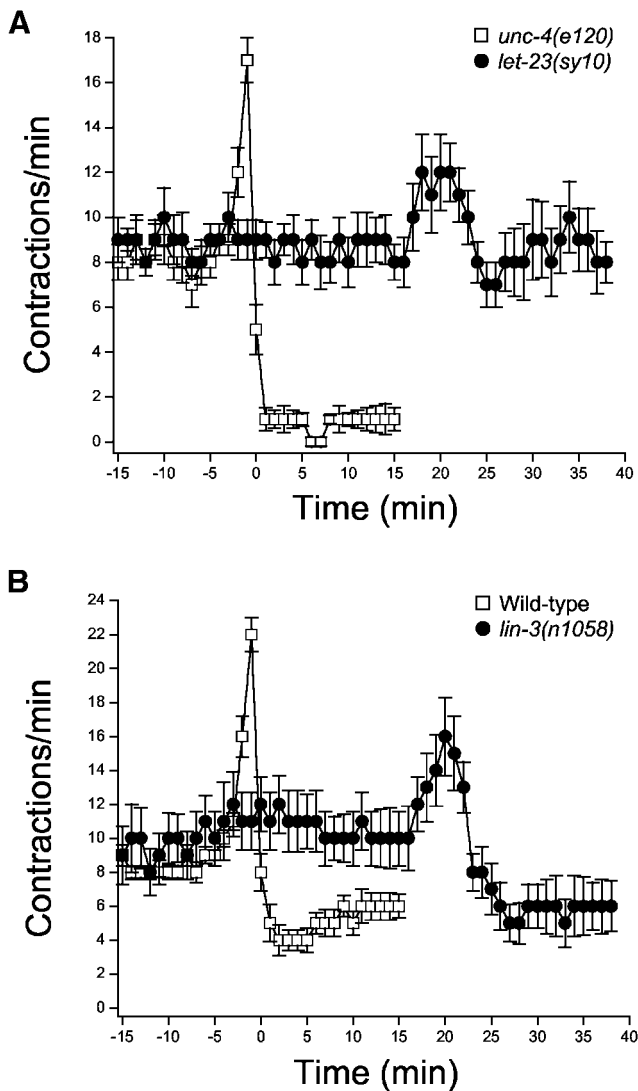 A
unc-4(e120)
let-23(sy10)
Contractions/min
18
16
14
12
10
8
6
4
2
0
-15 -10 -5 0 5 10 15 20 25 30 35 40
Time (min)
B
Wild-type
lin-3(n1058)
Contractions/min
24
22
20
18
16
14
12
10
8
6
4
2
0
-15 -10 -5 0 5 10 15 20 25 30 35 40
Time (min)